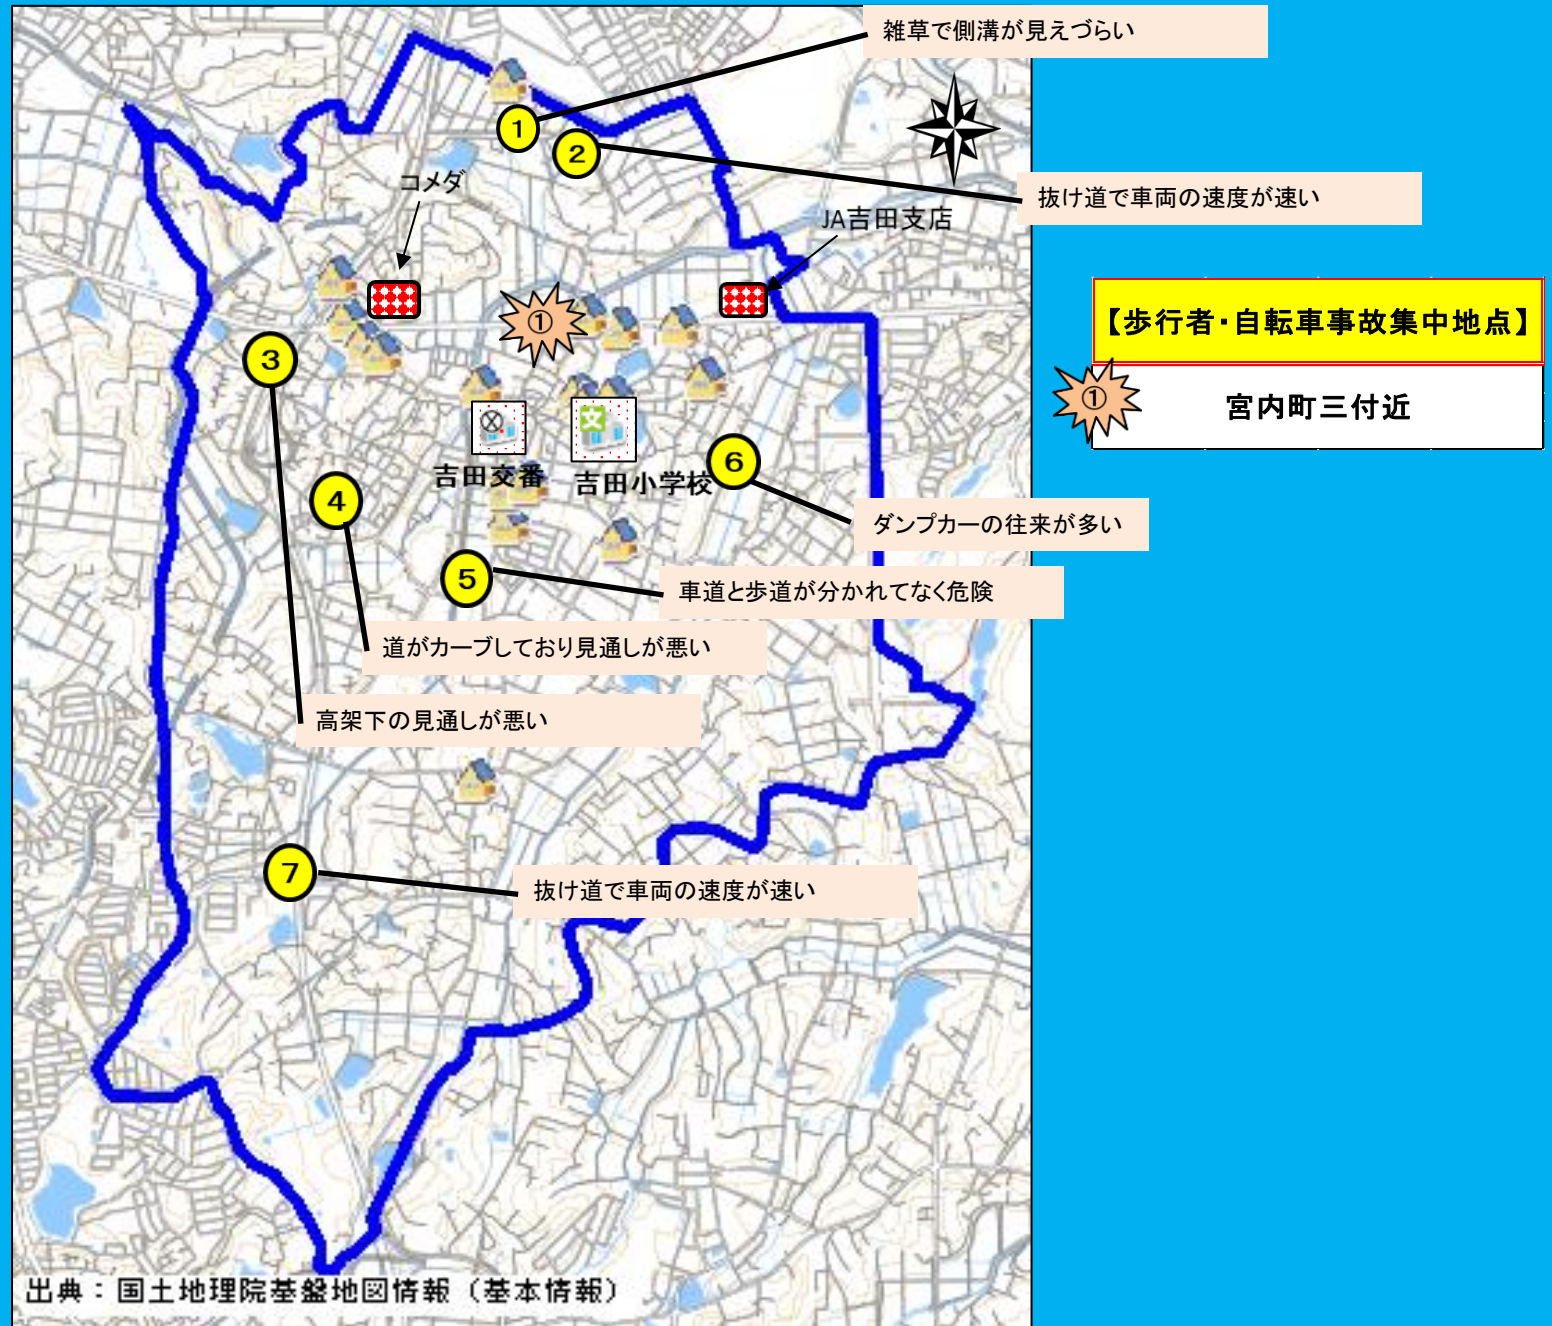 雑草で側溝が見えづらい
①
②
抜け道で車両の速度が速い
コメダ
JA吉田支店
①
【歩行者・自転車事故集中地点】
①
宮内町三付近
③
文
吉田交番
吉田小学校
⑥
④
ダンプカーの往来が多い
⑤
車道と歩道が分かれてなく危険
道がカーブしており見通しが悪い
高架下の見通しが悪い
⑦
抜け道で車両の速度が速い
出典：国土地理院基盤地図情報（基本情報）